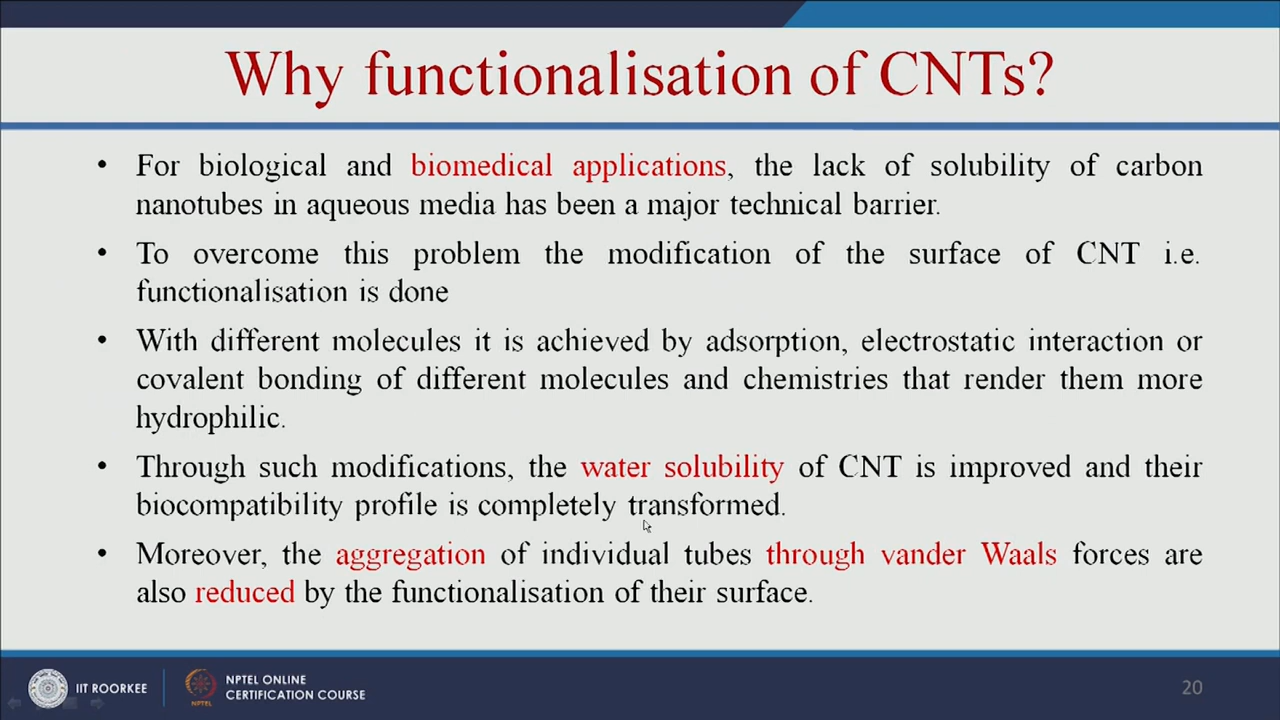 Why functionalisation of CNTs?
• For biological and biomedical applications, the lack of solubility of carbon
nanotubes in aqueous media has been a major technical barrier.
• To overcome this problem the modification of the surface of CNT i.e.
functionalisation is done
• With different molecules it is achieved by adsorption, electrostatic interaction or
covalent bonding of different molecules and chemistries that render them more
hydrophilic.
• Through such modifications, the water solubility of CNT is improved and their
biocompatibility profile is completely transformed.
• Moreover, the aggregation of individual tubes through vander Waals forces are
also reduced by the functionalisation of their surface.
IIT ROORKEE
NPTEL
NPTEL ONLINE
CERTIFICATION COURSE
20